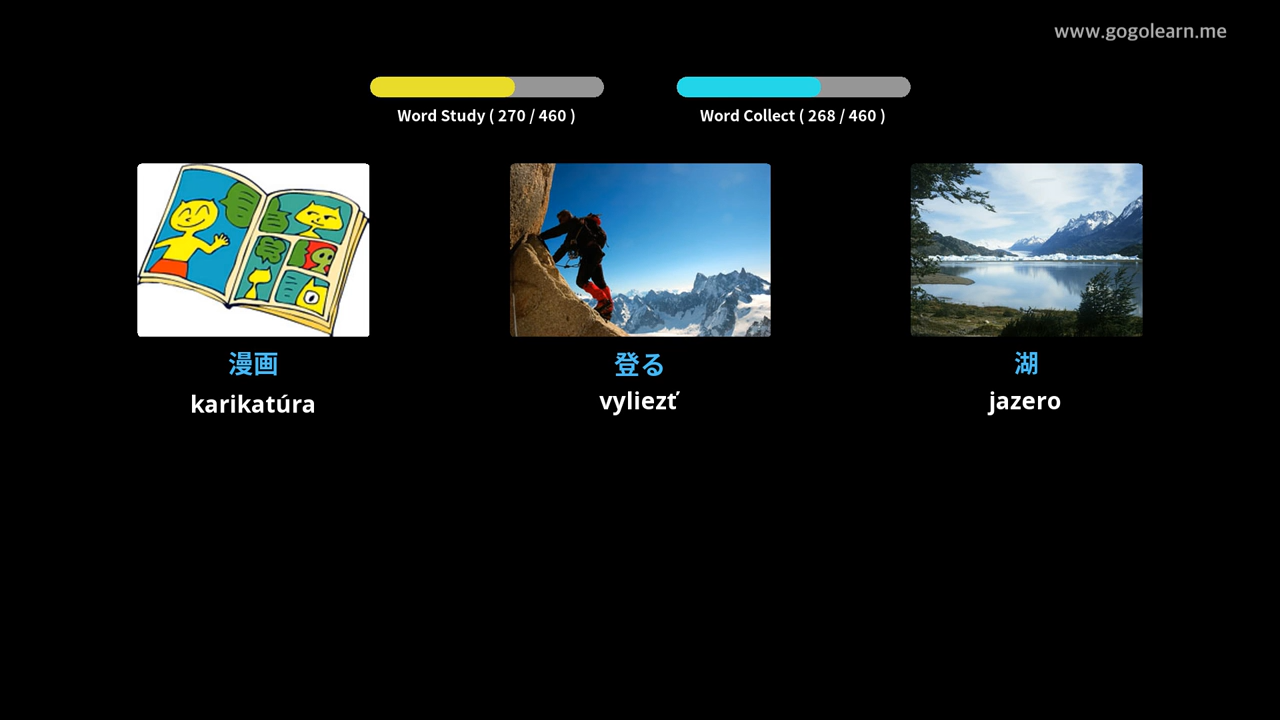 www.gogolearn.me
Word Study ( 270 / 460 )
Word Collect ( 268 / 460 )
漫画
登る
湖
karikatúra
vyliezť
jazero